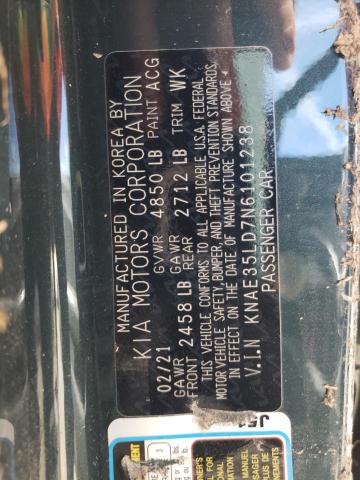 MANUFACTURED IN KOREA BY
KIA MOTORS CORPORATION
02/21 GVWR 4850 LB PAINT ACG
GAWR FRONT 2458 LB GAWR REAR 2712 LB TRIM WK
THIS VEHICLE CONFORMS TO ALL APPLICABLE U.S.A. FEDERAL
MOTOR VEHICLE SAFETY, BUMPER, AND THEFT PREVENTION STANDARDS
IN EFFECT ON THE DATE OF MANUFACTURE SHOWN ABOVE
V.I.N KNAE35LD7N6101238
PASSENGER CAR